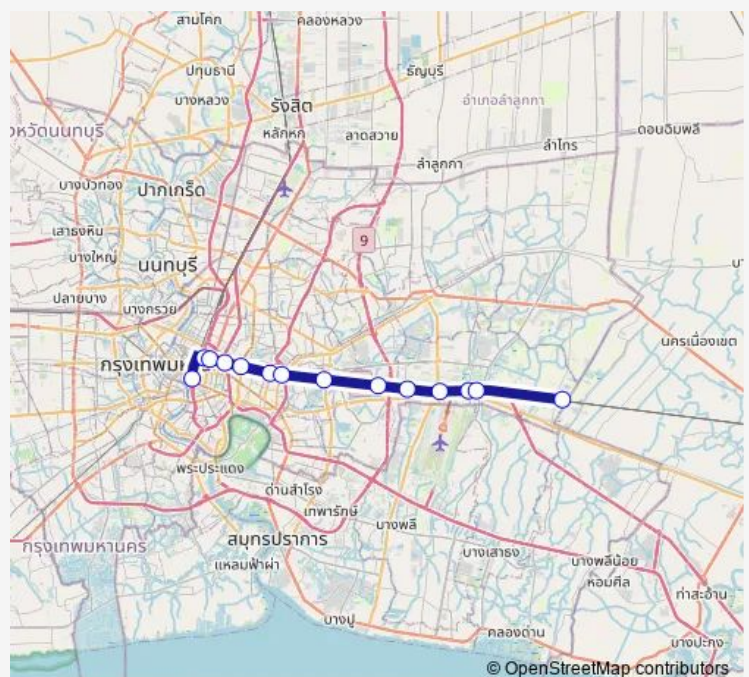 สามโคก
คลองหลวง
ปทุมธานี
ธัญบุรี
บางหลวง
รังสิต
อำเภอลำลูกกา
หลักหก
ลาดสวาย
ดอนฉิมพลี
ลำไทร
ังหวัดนนทบุรี
ลำลูกกา
บางบัวทอง
ปากเกร็ด
เสาธงหิน
9
บางใหญ่
นนทบุรี
ปลายบาง
บางกรวย
นครเนื่องเขต
กรุงเทพมห
พระประแดง
ด่านสำโรง
เทพารักษ์
บางพลี
สมุทรปราการ
กรุงเทพมหานคร
แหลมฟ้าผ่า
บางเสาธง
บางพลีน้อย
หอมศีล
ท่าสะอ้าน
บางปู
คลองด่าน
บางปะกง
© OpenStreetMap contributors